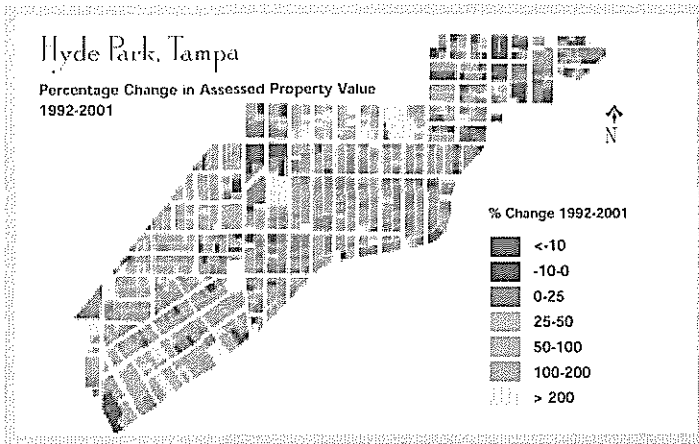 Hyde Park, Tampa
Percentage Change in Assessed Property Value
1992-2001
N
% Change 1992-2001
<-10
-10-0
0-25
25-50
50-100
100-200
> 200